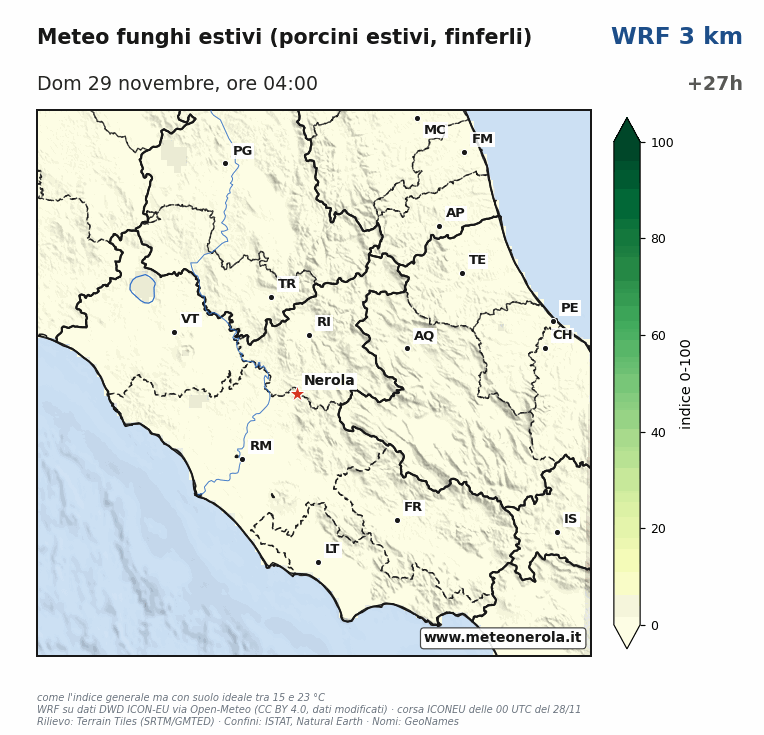 Meteo funghi estivi (porcini estivi, finferli)
WRF 3 km
Dom 29 novembre, ore 04:00
+27h
MC
FM
PG
AP
TE
TR
PE
VT
RI
AQ
CH
Nerola
RM
FR
IS
LT
www.meteonerola.it
100
80
60
40
20
0
indice 0-100
come l'indice generale ma con suolo ideale tra 15 e 23 °C
WRF su dati DWD ICON-EU via Open-Meteo (CC BY 4.0, dati modificati) · corsa ICONEU delle 00 UTC del 28/11
Rilievo: Terrain Tiles (SRTM/GMTED) · Confini: ISTAT, Natural Earth · Nomi: GeoNames